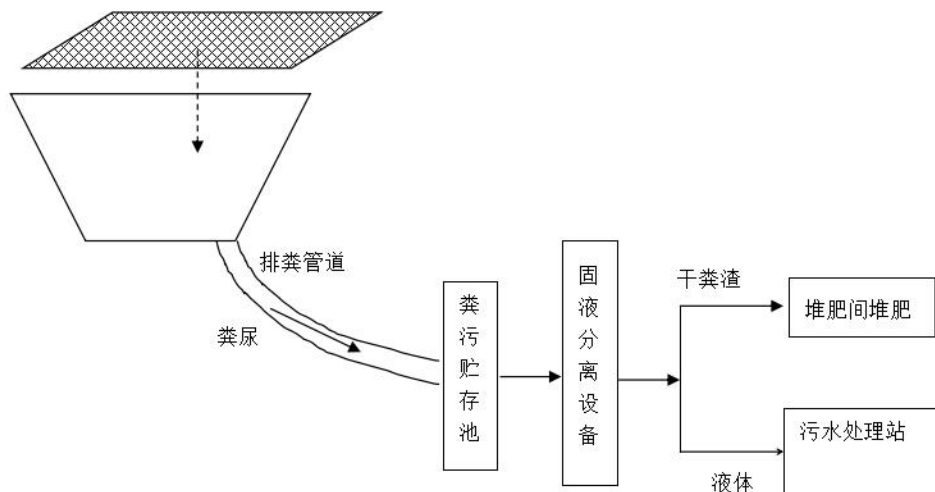 排粪管道
粪尿
粪污贮存池
固液分离设备
干粪渣
堆肥间堆肥
污水处理站
液体